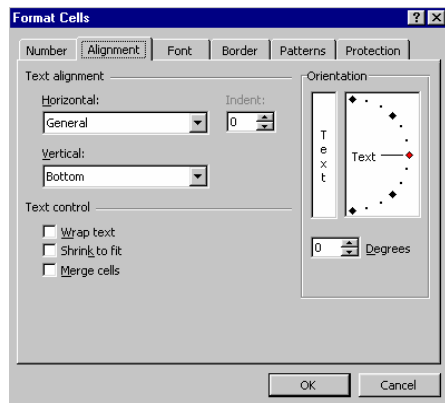 Format Cells
Number Alignment Font Border Patterns Protection
Text alignment
Horizontal:
General
Indent:
0
Vertical:
Bottom
Text control
Wrap text
Shrink to fit
Merge cells
Orientation
Text
Text
0 Degrees
OK Cancel